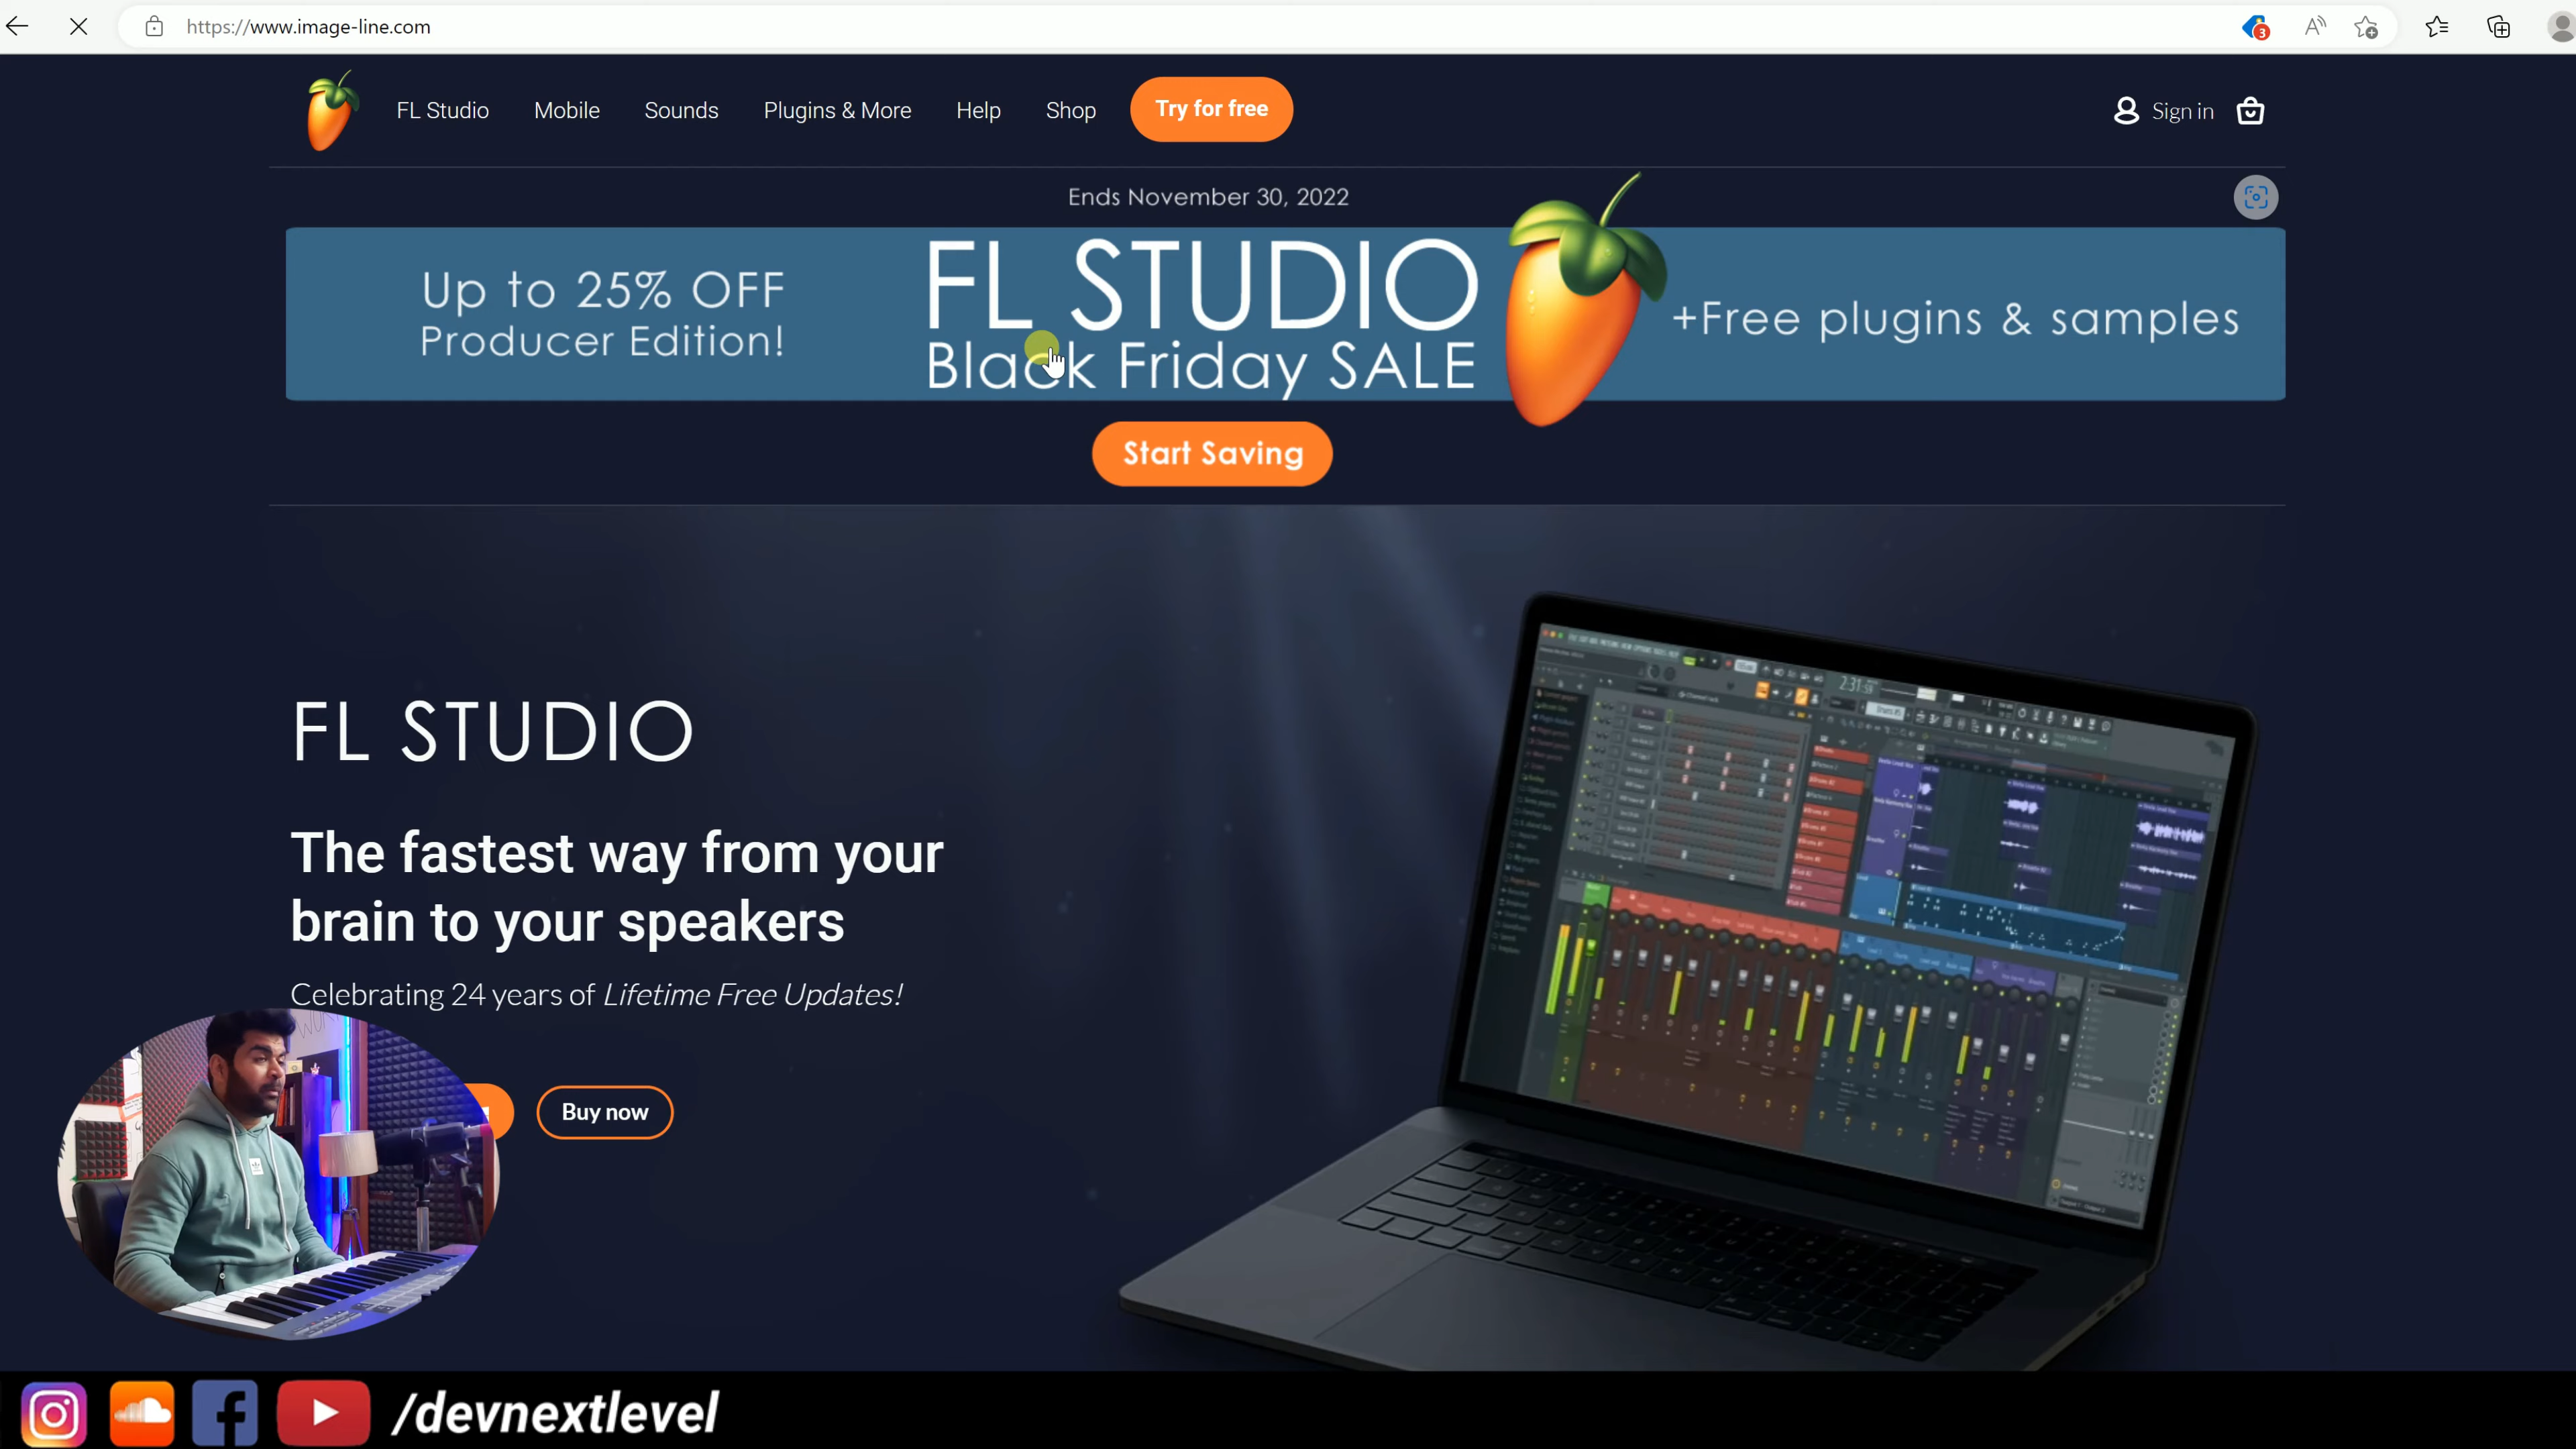 https://www.image-line.com
3
FL Studio
Mobile
Sounds
Plugins & More
Help
Shop
Try for free
Sign in
Ends November 30, 2022
Up to 25% OFF
Producer Edition!
FL STUDIO
Black Friday SALE
+Free plugins & samples
Start Saving
FL STUDIO
The fastest way from your
brain to your speakers
Celebrating 24 years of Lifetime Free Updates!
Buy now
/devnextlevel